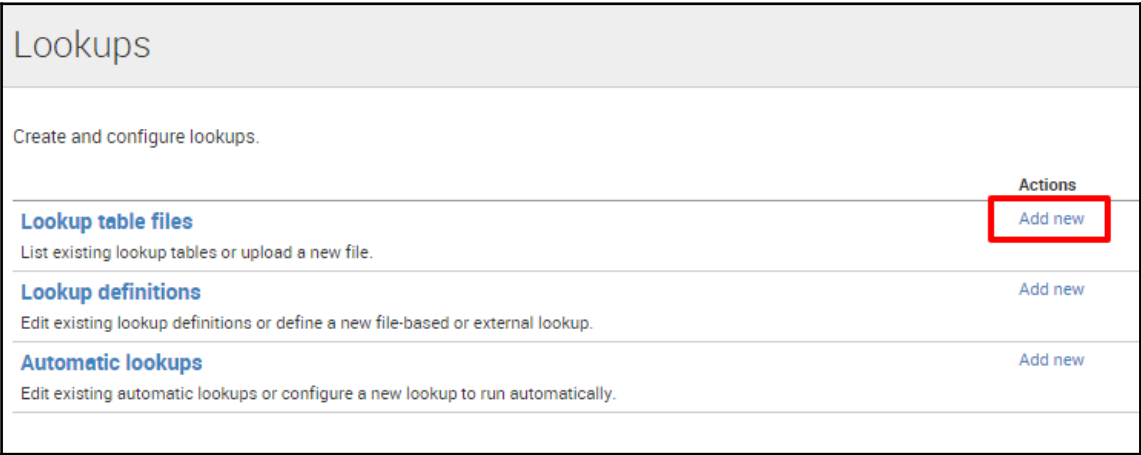 Lookups
Create and configure lookups.
Actions
Lookup table files Add new
List existing lookup tables or upload a new file.
Lookup definitions Add new
Edit existing lookup definitions or define a new file-based or external lookup.
Automatic lookups Add new
Edit existing automatic lookups or configure a new lookup to run automatically.